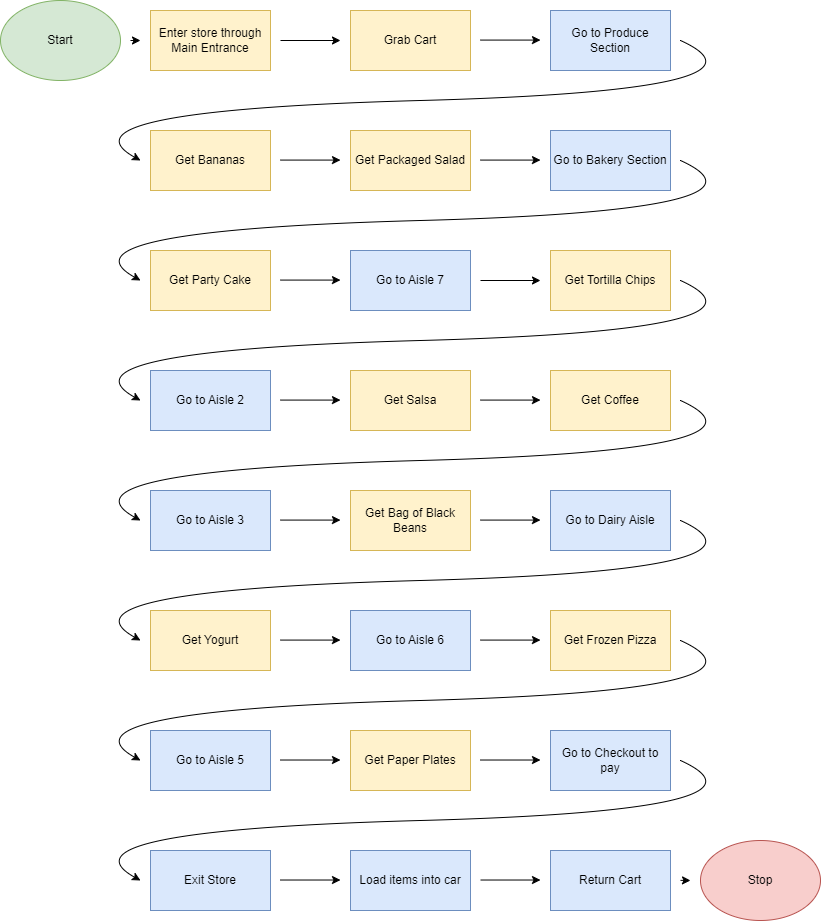 Start
Enter store through
Main Entrance
Grab Cart
Go to Produce
Section
Get Bananas
Get Packaged Salad
Go to Bakery Section
Get Party Cake
Go to Aisle 7
Get Tortilla Chips
Go to Aisle 2
Get Salsa
Get Coffee
Go to Aisle 3
Get Bag of Black
Beans
Go to Dairy Aisle
Get Yogurt
Go to Aisle 6
Get Frozen Pizza
Go to Aisle 5
Get Paper Plates
Go to Checkout to
pay
Exit Store
Load items into car
Return Cart
Stop